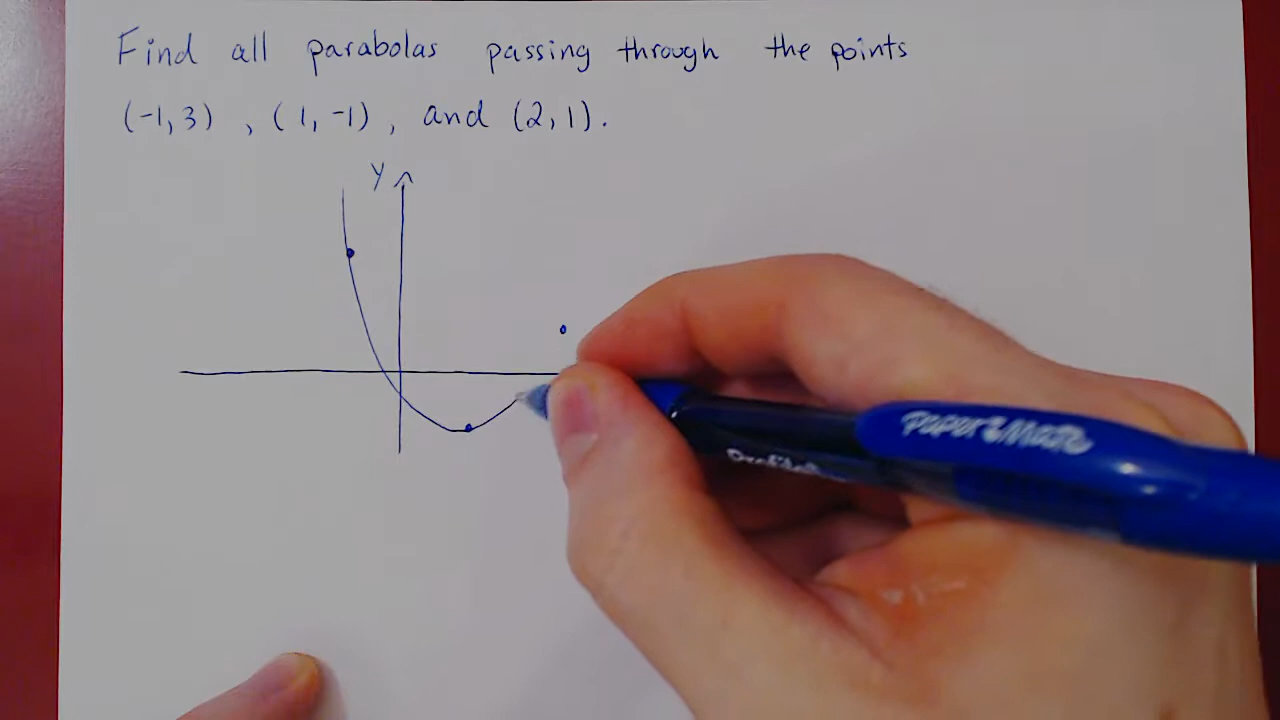 Find all parabolas passing through the points
(-1,3) , (1,-1), and (2,1).
y
Paper Mate